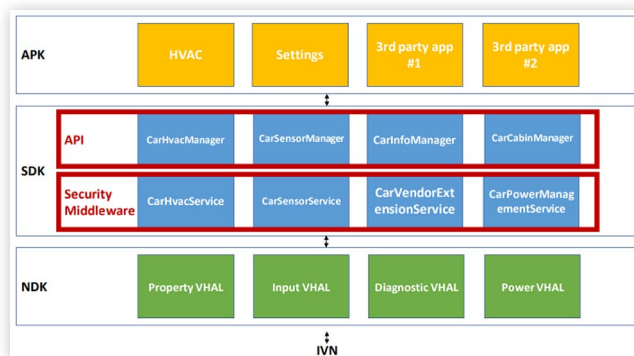 APK
HVAC
Settings
3rd party app
#1
3rd party app
#2
SDK
API
CarHvacManager
CarSensorManager
CarInfoManager
CarCabinManager
Security
Middleware
CarHvacService
CarSensorService
CarVendorExt
ensionService
CarPowerManag
ementService
NDK
Property VHAL
Input VHAL
Diagnostic VHAL
Power VHAL
IVN